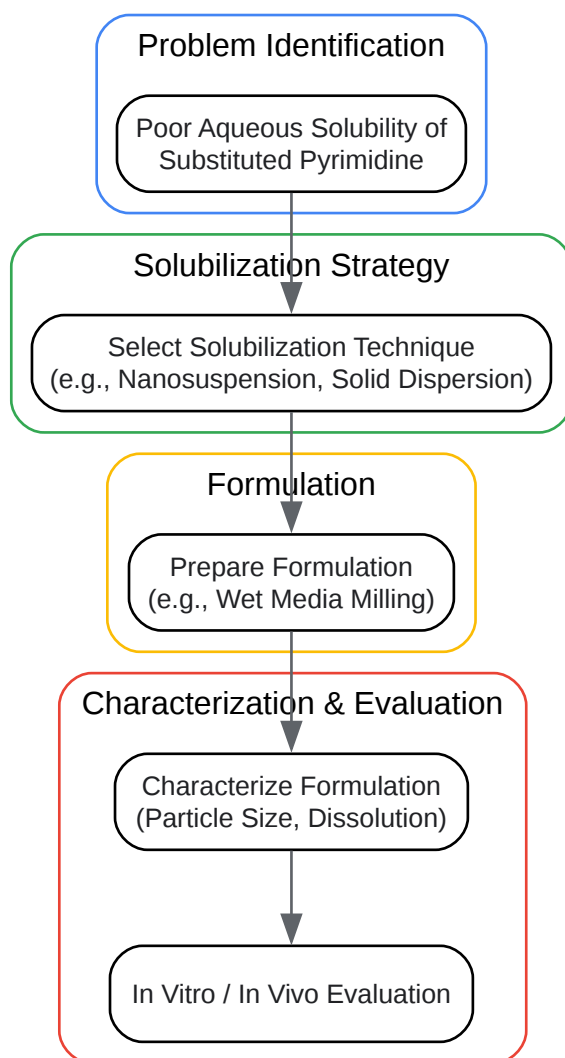 Problem Identification
Poor Aqueous Solubility of
Substituted Pyrimidine
Solubilization Strategy
Select Solubilization Technique
(e.g., Nanosuspension, Solid Dispersion)
Formulation
Prepare Formulation
(e.g., Wet Media Milling)
Characterization & Evaluation
Characterize Formulation
(Particle Size, Dissolution)
In Vitro / In Vivo Evaluation